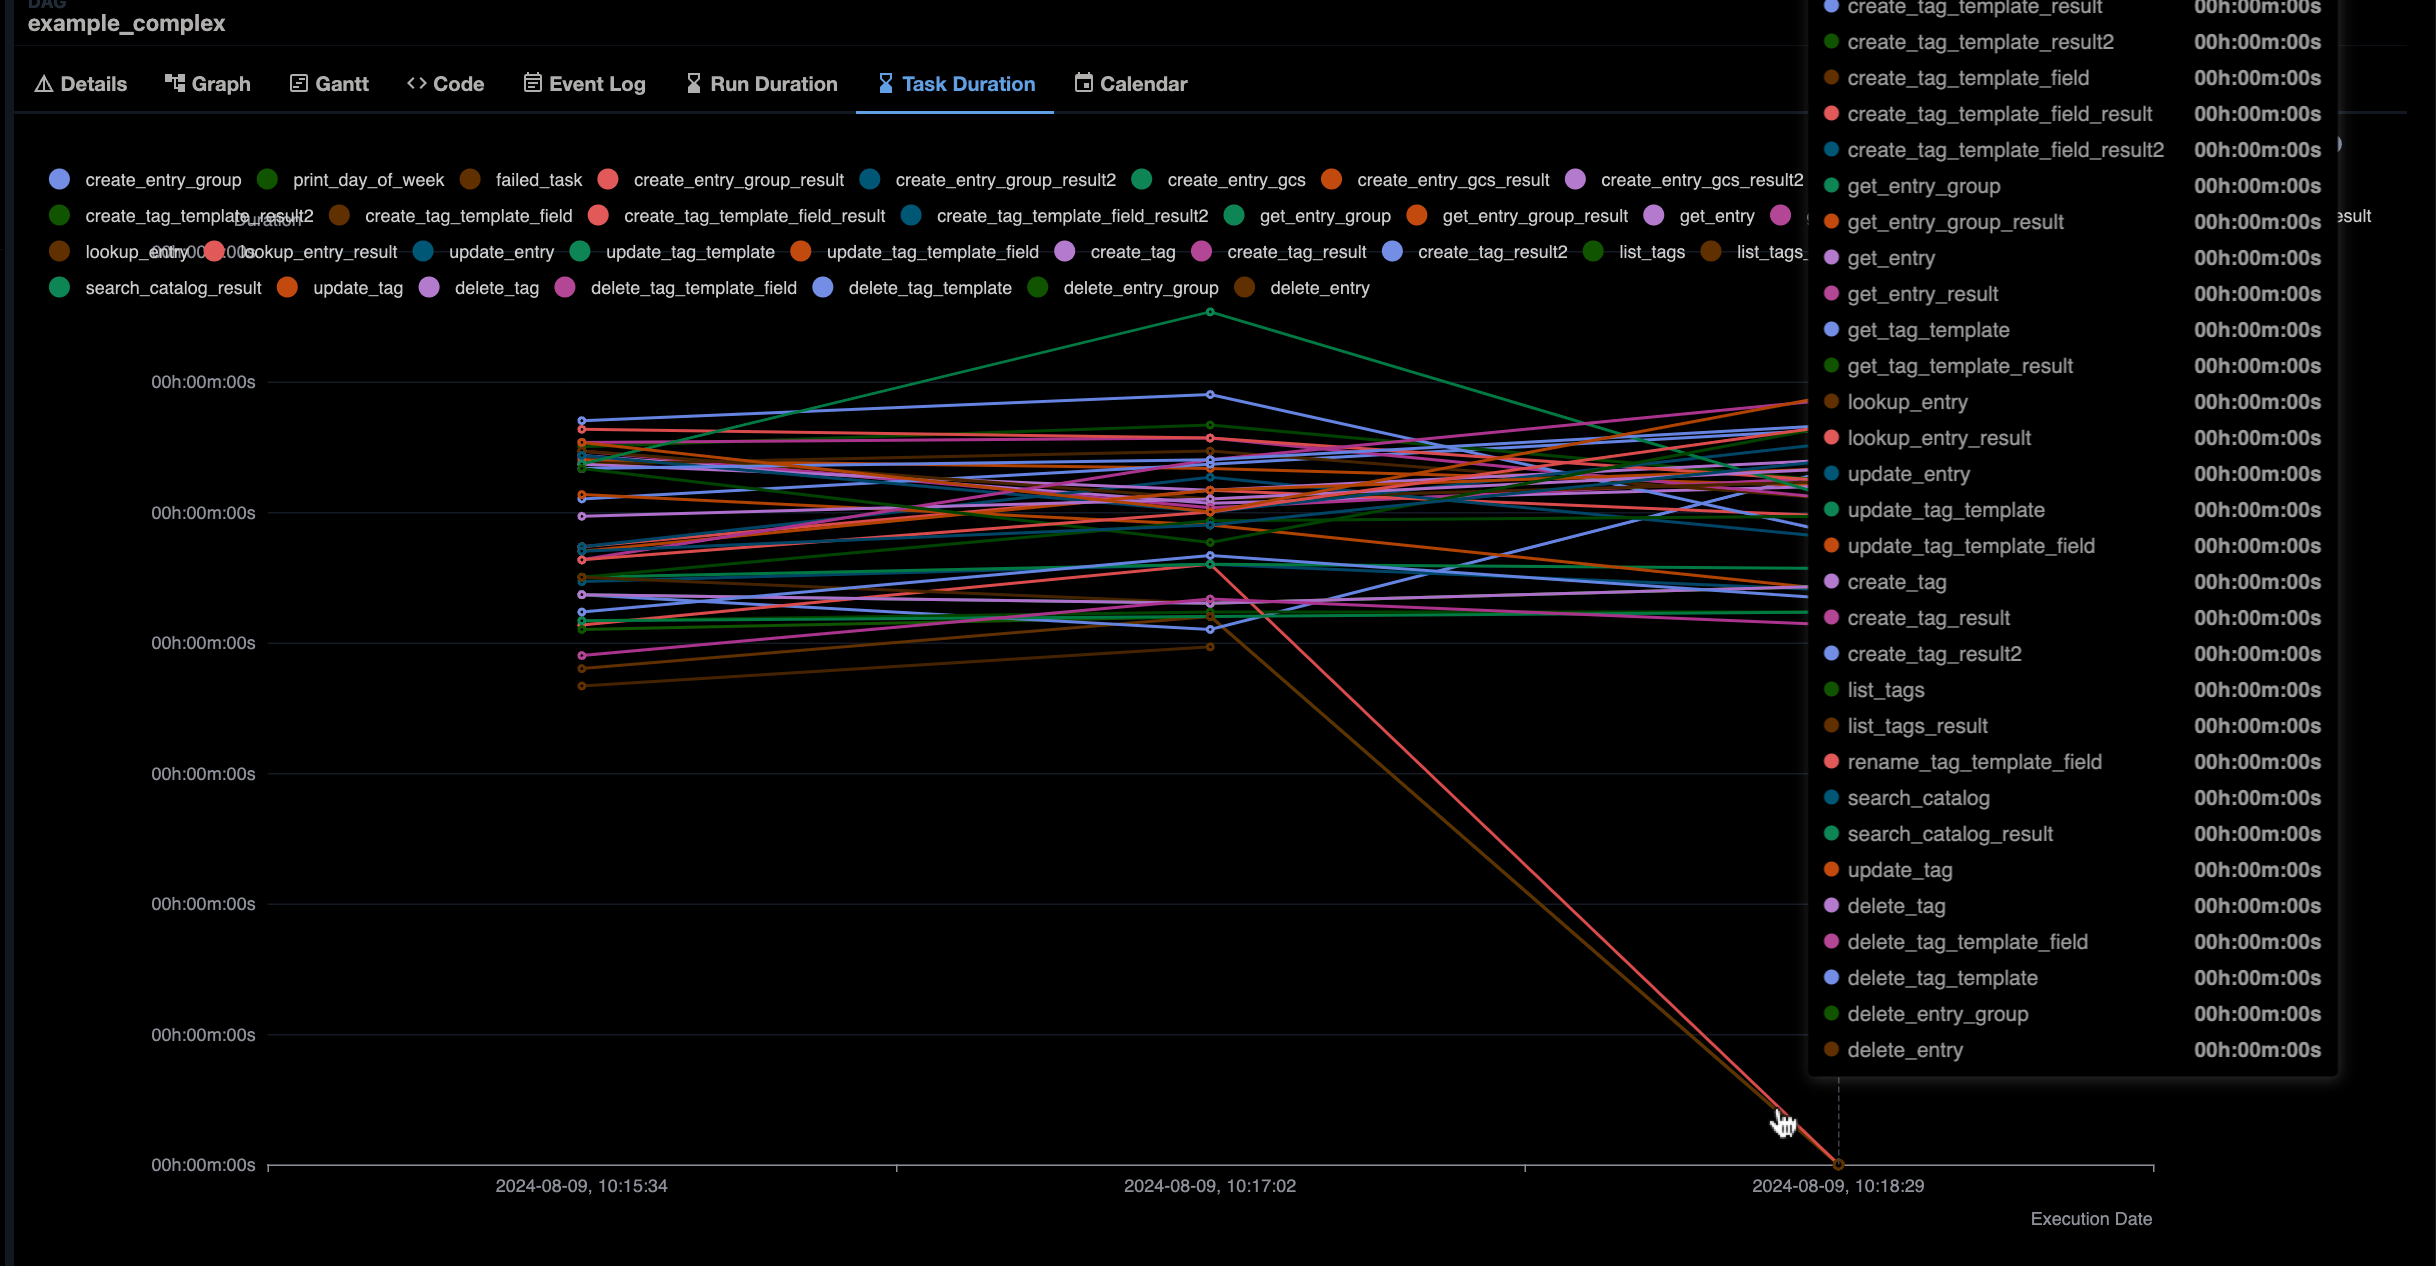 DAG
example_complex
Details Graph Gantt Code Event Log Run Duration Task Duration Calendar
create_entry_group print_day_of_week failed_task create_entry_group_result create_entry_group_result2 create_entry_gcs create_entry_gcs_result create_entry_gcs_result2
create_tag_template_result2 create_tag_template_field create_tag_template_field_result create_tag_template_field_result2 get_entry_group get_entry_group_result get_entry esult
Duration
lookup_entry lookup_entry_result update_entry update_tag_template update_tag_template_field create_tag create_tag_result create_tag_result2 list_tags list_tags_
00h:00m:00s
search_catalog_result update_tag delete_tag delete_tag_template_field delete_tag_template delete_entry_group delete_entry
00h:00m:00s
00h:00m:00s
00h:00m:00s
00h:00m:00s
00h:00m:00s
00h:00m:00s
00h:00m:00s
2024-08-09, 10:15:34 2024-08-09, 10:17:02 2024-08-09, 10:18:29
Execution Date
create_tag_template_result 00h:00m:00s
create_tag_template_result2 00h:00m:00s
create_tag_template_field 00h:00m:00s
create_tag_template_field_result 00h:00m:00s
create_tag_template_field_result2 00h:00m:00s
get_entry_group 00h:00m:00s
get_entry_group_result 00h:00m:00s
get_entry 00h:00m:00s
get_entry_result 00h:00m:00s
get_tag_template 00h:00m:00s
get_tag_template_result 00h:00m:00s
lookup_entry 00h:00m:00s
lookup_entry_result 00h:00m:00s
update_entry 00h:00m:00s
update_tag_template 00h:00m:00s
update_tag_template_field 00h:00m:00s
create_tag 00h:00m:00s
create_tag_result 00h:00m:00s
create_tag_result2 00h:00m:00s
list_tags 00h:00m:00s
list_tags_result 00h:00m:00s
rename_tag_template_field 00h:00m:00s
search_catalog 00h:00m:00s
search_catalog_result 00h:00m:00s
update_tag 00h:00m:00s
delete_tag 00h:00m:00s
delete_tag_template_field 00h:00m:00s
delete_tag_template 00h:00m:00s
delete_entry_group 00h:00m:00s
delete_entry 00h:00m:00s